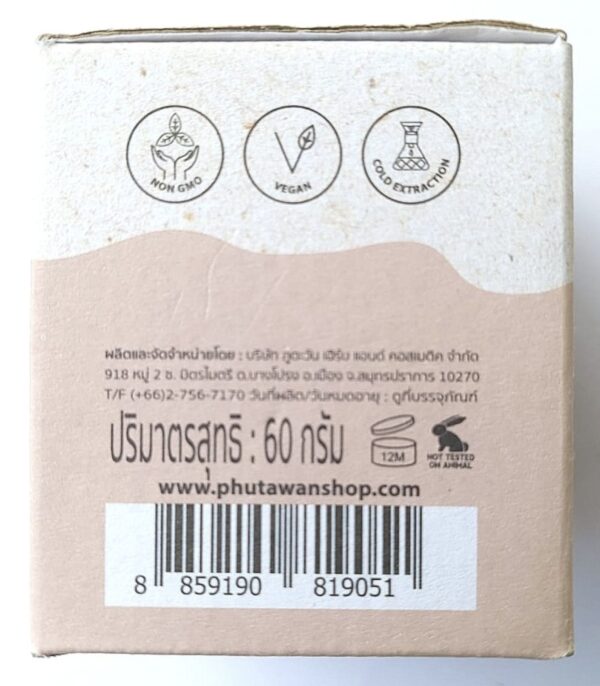 NON GMO
VEGAN
COLD EXTRACTION
ผลิตและจัดจำหน่ายโดย : บริษัท ภูตะวัน เฮิร์บ แอนด์ คอสเมติค จำกัด
918 หมู่ 2 ซ. มิตรไมตรี ต.บางโปรง อ.เมือง จ.สมุทรปราการ 10270
T/F (+66)2-756-7170 วันที่ผลิต/วันหมดอายุ : ดูที่บรรจุภัณฑ์
ปริมาตรสุทธิ : 60 กรัม
12M
NOT TESTED
ON ANIMAL
www.phutawanshop.com
8 859190 819051